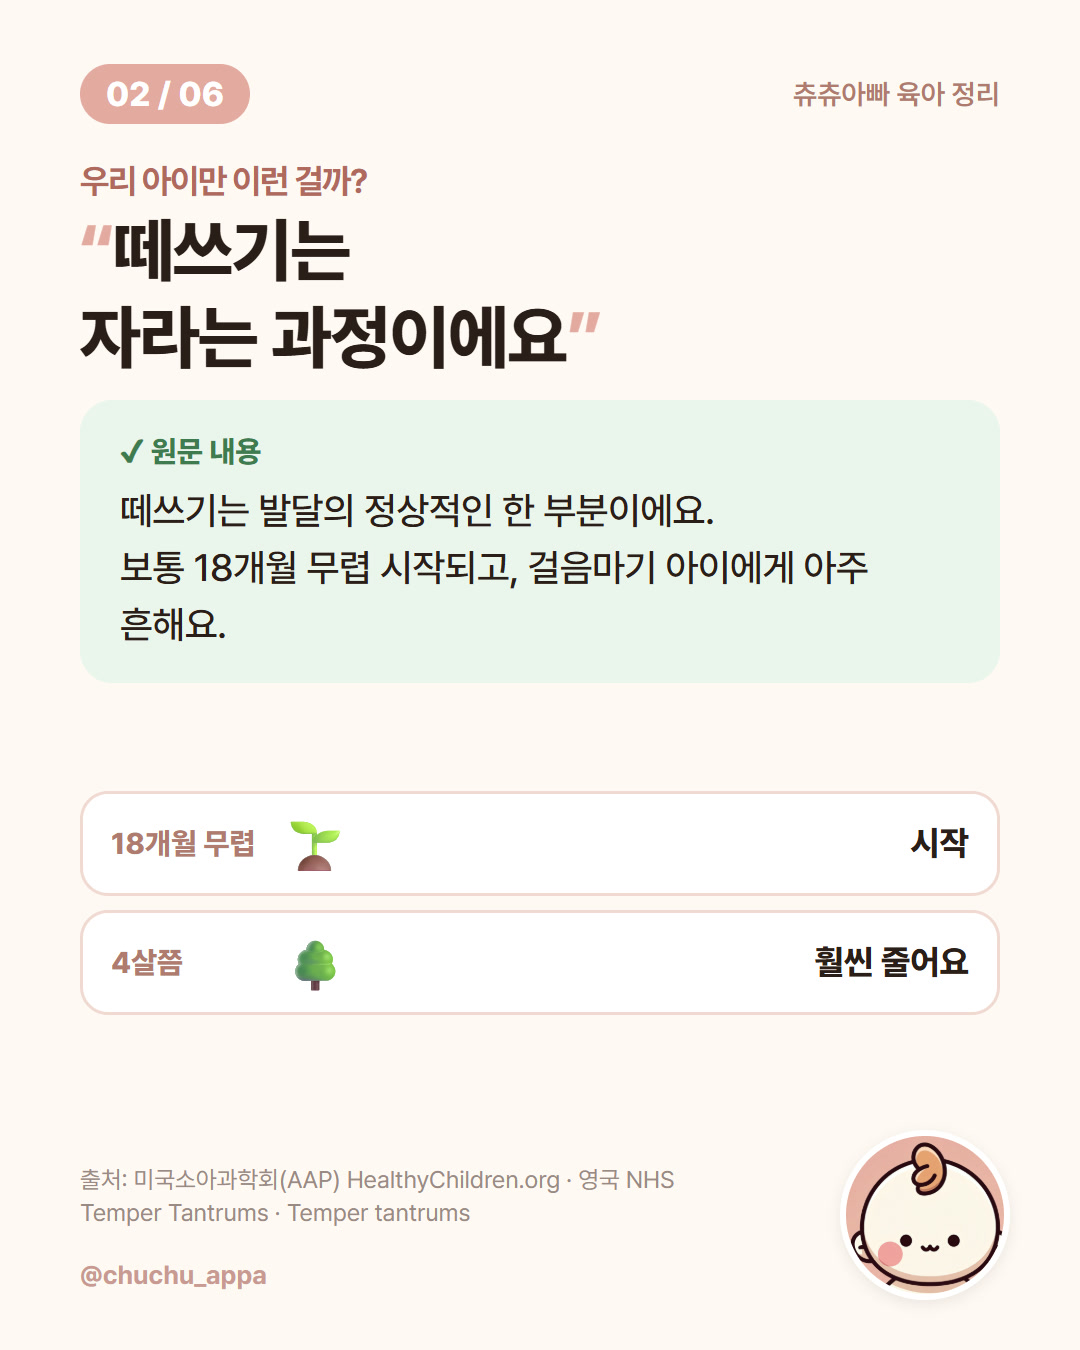 02 / 06
츄츄아빠 육아 정리
우리 아이만 이런 걸까?
“떼쓰기는
자라는 과정이에요”
✔ 원문 내용
떼쓰기는 발달의 정상적인 한 부분이에요.
보통 18개월 무렵 시작되고, 걸음마기 아이에게 아주
흔해요.
18개월 무렵 시작
4살쯤 훨씬 줄어요
출처: 미국소아과학회(AAP) HealthyChildren.org · 영국 NHS
Temper Tantrums · Temper tantrums
@chuchu_appa